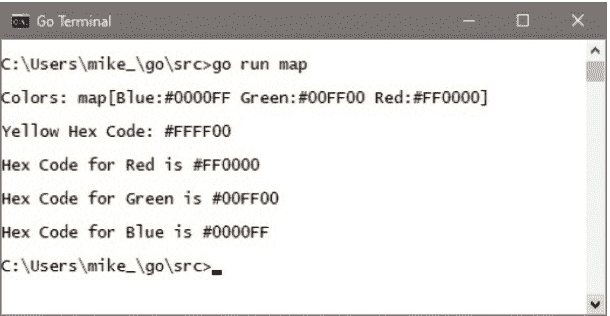 Go Terminal
C:\Users\mike_\go\src>go run map
Colors: map[Blue:#0000FF Green:#00FF00 Red:#FF0000]
Yellow Hex Code: #FFFF00
Hex Code for Red is #FF0000
Hex Code for Green is #00FF00
Hex Code for Blue is #0000FF
C:\Users\mike_\go\src>